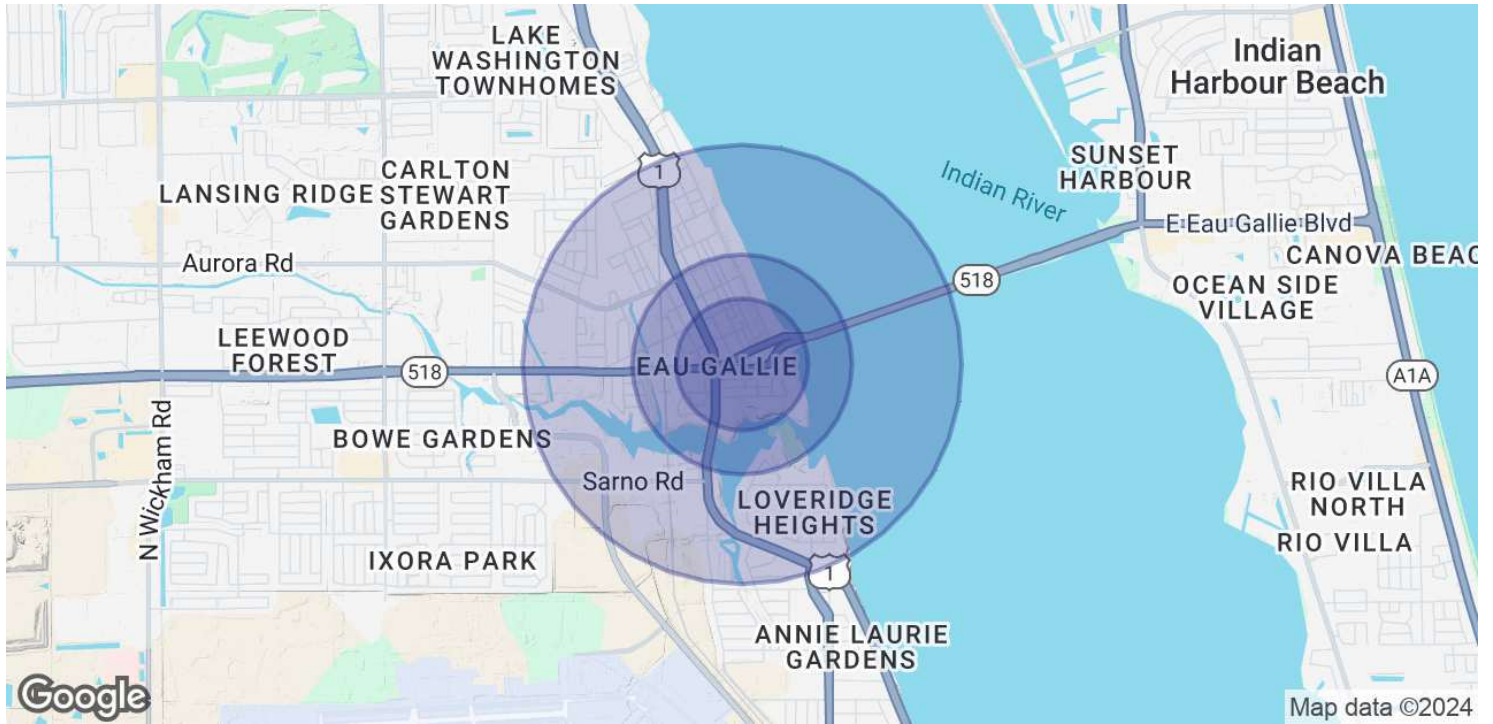 LAKE
WASHINGTON
TOWNHOMES
Indian
Harbour Beach
1
CARLTON
STEWART
GARDENS
LANSING RIDGE
SUNSET
HARBOUR
Indian River
E Eau Gallie Blvd
Aurora Rd
CANOVA BEAC
518
OCEAN SIDE
VILLAGE
LEEWOOD
FOREST
518
EAU GALLIE
A1A
BOWE GARDENS
N Wickham Rd
Sarno Rd
LOVERIDGE
HEIGHTS
RIO VILLA
NORTH
RIO VILLA
IXORA PARK
1
ANNIE LAURIE
GARDENS
Google
Map data ©2024